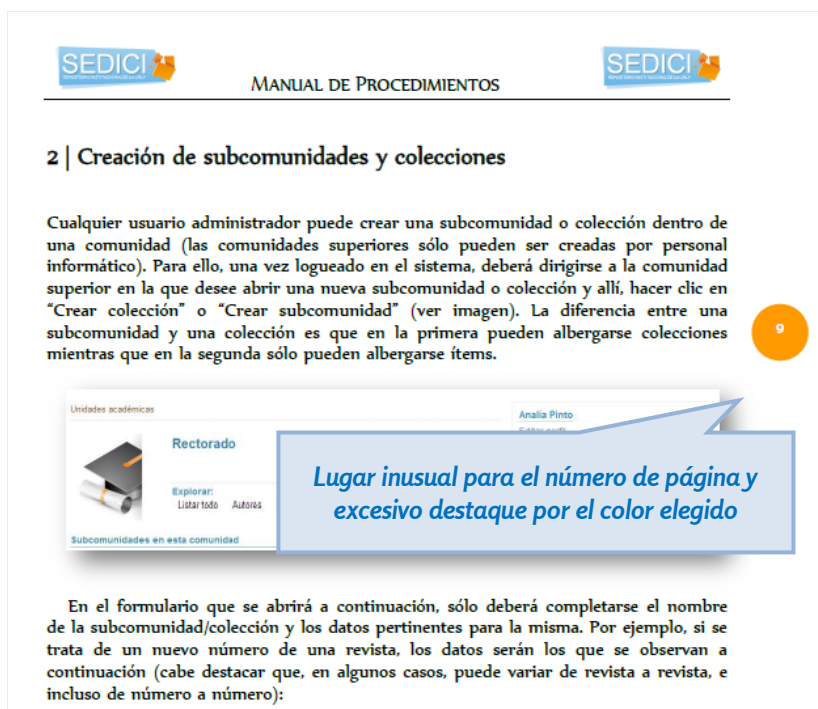 SEDICI
SEDICI
MANUAL DE PROCEDIMIENTOS
2 | Creación de subcomunidades y colecciones
Cualquier usuario administrador puede crear una subcomunidad o colección dentro de
una comunidad (las comunidades superiores sólo pueden ser creadas por personal
informático). Para ello, una vez logueado en el sistema, deberá dirigirse a la comunidad
superior en la que desee abrir una nueva subcomunidad o colección y allí, hacer clic en
“Crear colección” o “Crear subcomunidad” (ver imagen). La diferencia entre una
subcomunidad y una colección es que en la primera pueden albergarse colecciones
mientras que en la segunda sólo pueden albergarse ítems.
9
Unidades académicas
Analía Pinto
Rectorado
Explorar:
Listar todo Autores
Subcomunidades en esta comunidad
Lugar inusual para el número de página y
excesivo destaque por el color elegido
En el formulario que se abrirá a continuación, sólo deberá completarse el nombre
de la subcomunidad/colección y los datos pertinentes para la misma. Por ejemplo, si se
trata de un nuevo número de una revista, los datos serán los que se observan a
continuación (cabe destacar que, en algunos casos, puede variar de revista a revista, e
incluso de número a número):